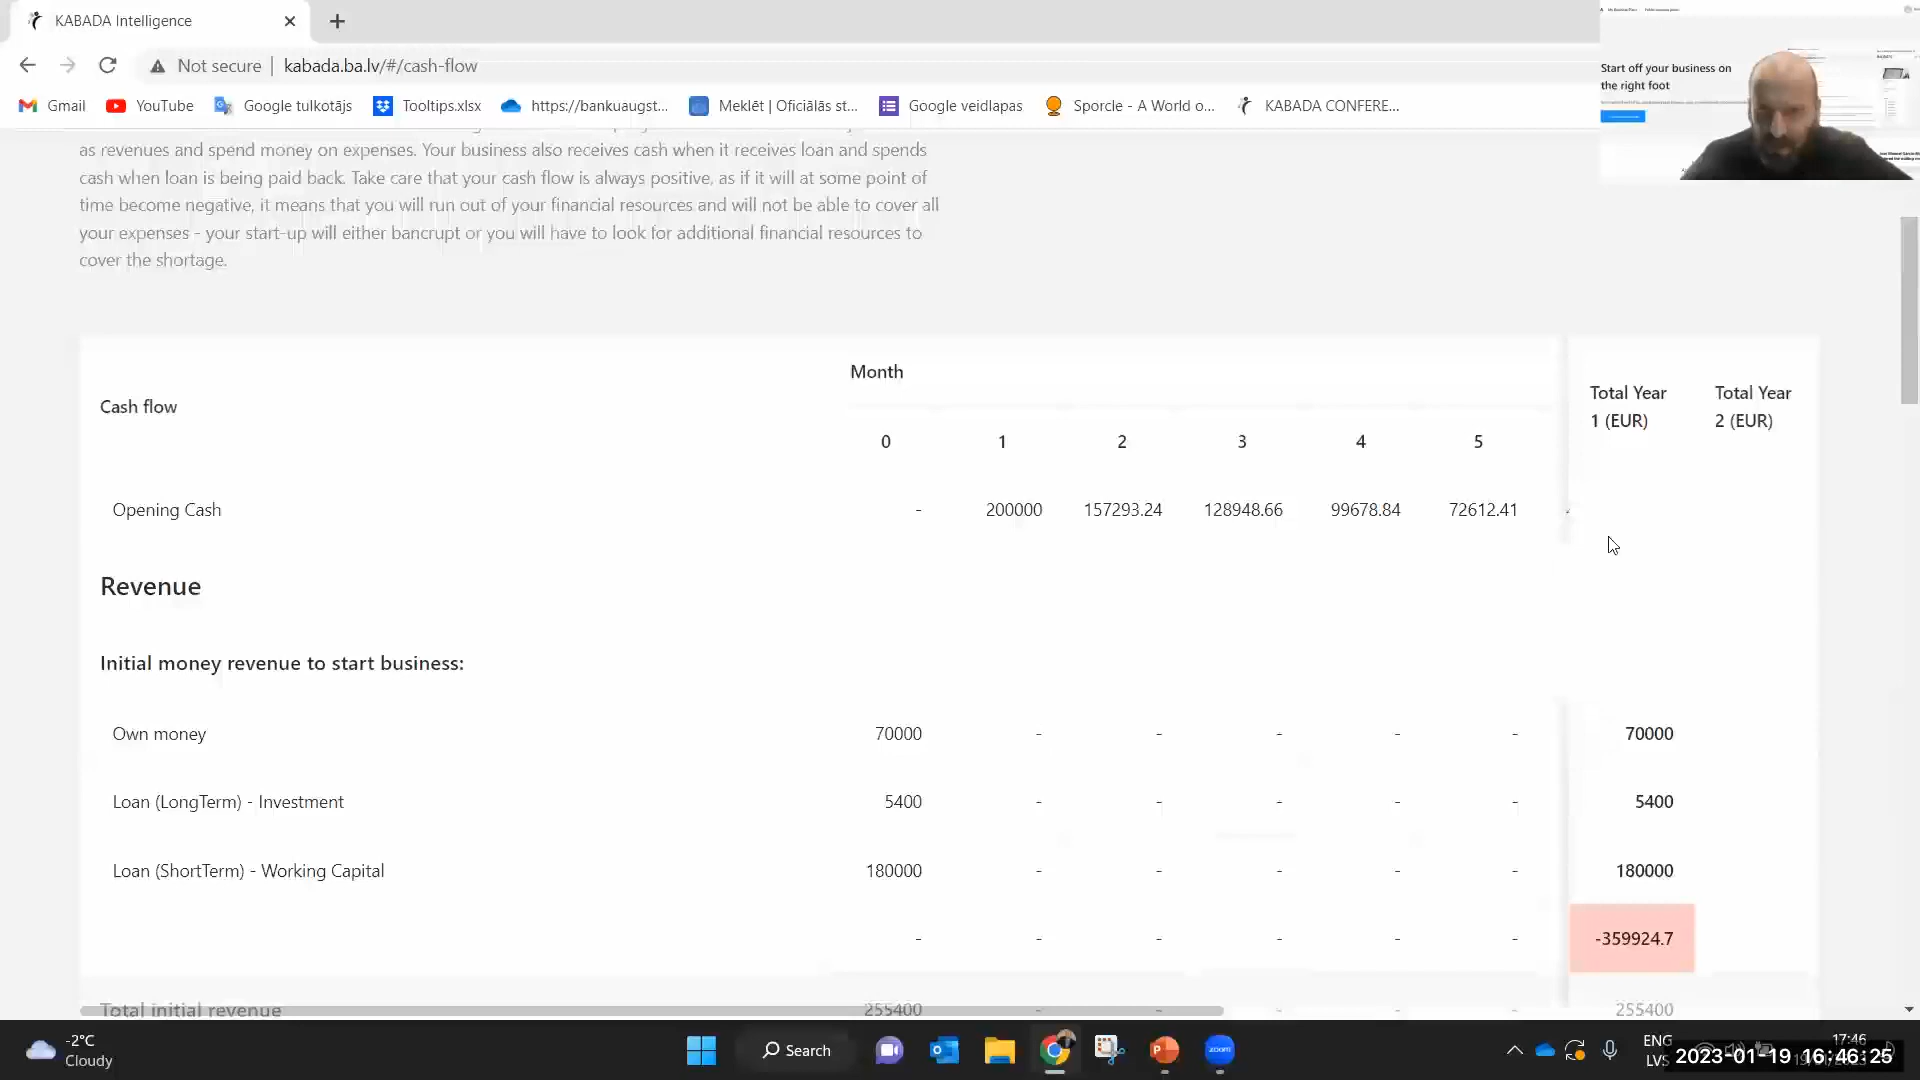 KABADA Intelligence
Not secure
kabada.ba.lv/#/cash-flow
Gmail
YouTube
Google tulkotājs
Tooltips.xlsx
https://bankuaugst...
Meklēt | Oficiālās st...
Google veidlapas
Sporcle - A World o...
KABADA CONFERE...
Start off your business on
the right foot
as revenues and spend money on expenses. Your business also receives cash when it receives loan and spends
cash when loan is being paid back. Take care that your cash flow is always positive, as if it will at some point of
time become negative, it means that you will run out of your financial resources and will not be able to cover all
your expenses - your start-up will either bancrupt or you will have to look for additional financial resources to
cover the shortage.
Month
Cash flow
Total Year
1 (EUR)
Total Year
2 (EUR)
0 1 2 3 4 5
Opening Cash - 200000 157293.24 128948.66 99678.84 72612.41
Revenue
Initial money revenue to start business:
Own money 70000 - - - - - 70000
Loan (LongTerm) - Investment 5400 - - - - - 5400
Loan (ShortTerm) - Working Capital 180000 - - - - - 180000
- - - - - - -359924.7
Total initial revenue 255400 - - - - - 255400
-2°C
Cloudy
Search
zoom
ENG
LVS
17:46
2023-01-19 16:46:25